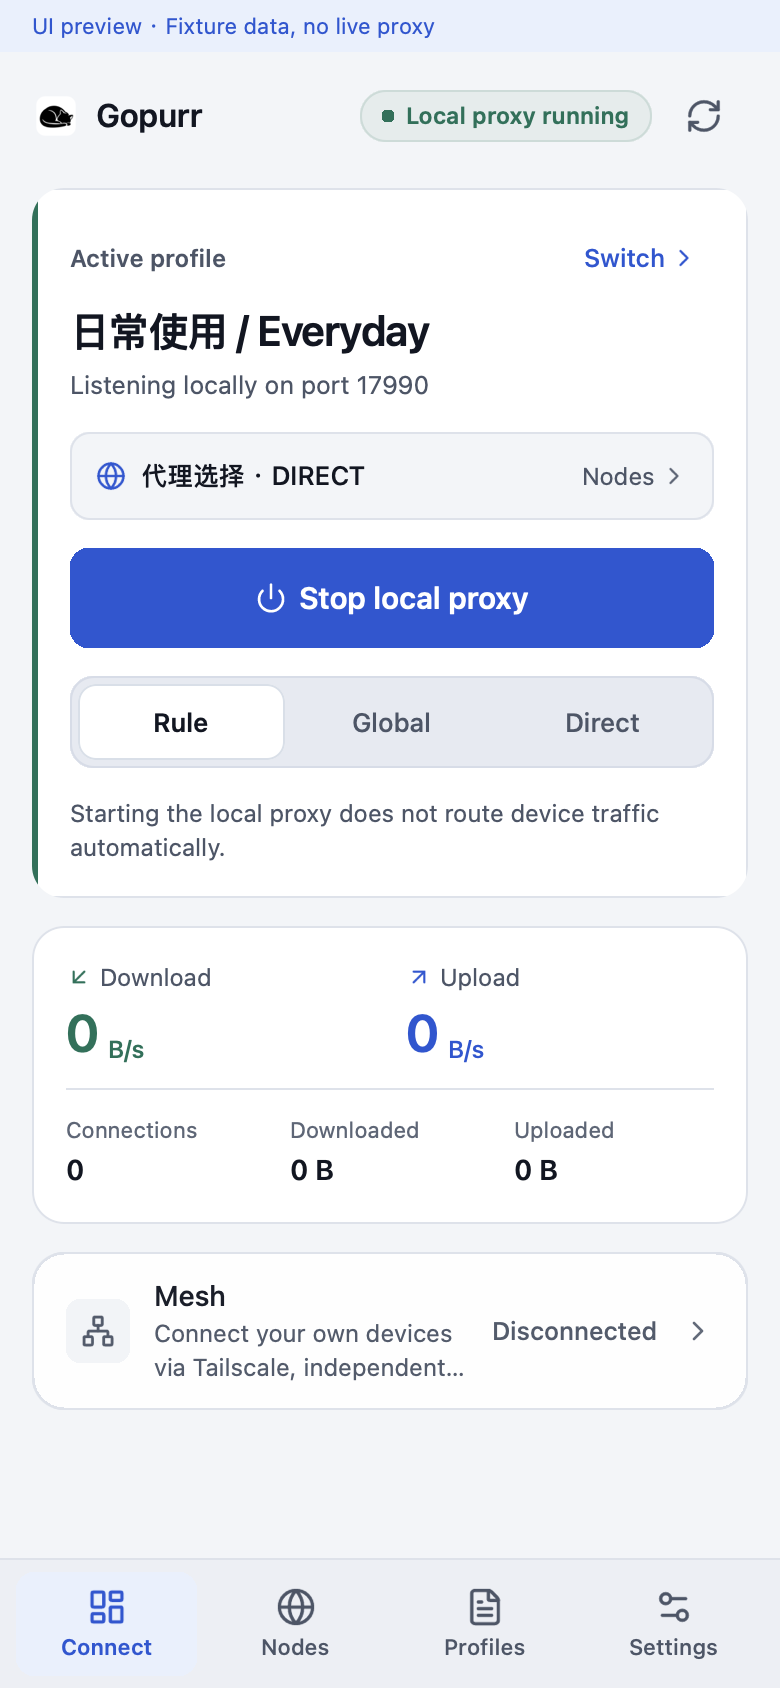 UI preview · Fixture data, no live proxy
Gopurr
Local proxy running
Active profile
Switch
日常使用 / Everyday
Listening locally on port 17990
代理选择 · DIRECT
Nodes
Stop local proxy
Rule
Global
Direct
Starting the local proxy does not route device traffic
automatically.
Download
Upload
0 B/s
0 B/s
Connections
Downloaded
Uploaded
0
0 B
0 B
Mesh
Connect your own devices
via Tailscale, independent...
Disconnected
Connect
Nodes
Profiles
Settings